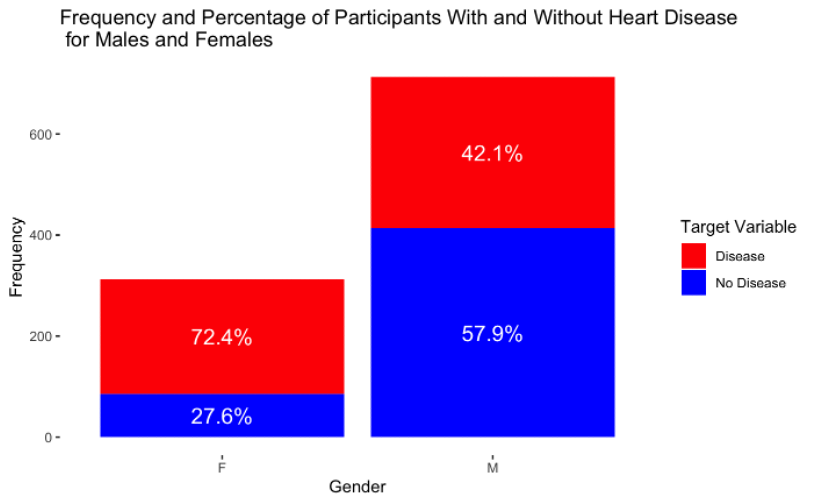 Frequency and Percentage of Participants With and Without Heart Disease
for Males and Females
600
400
200
0
Frequency
42.1%
57.9%
72.4%
27.6%
F
M
Gender
Target Variable
Disease
No Disease